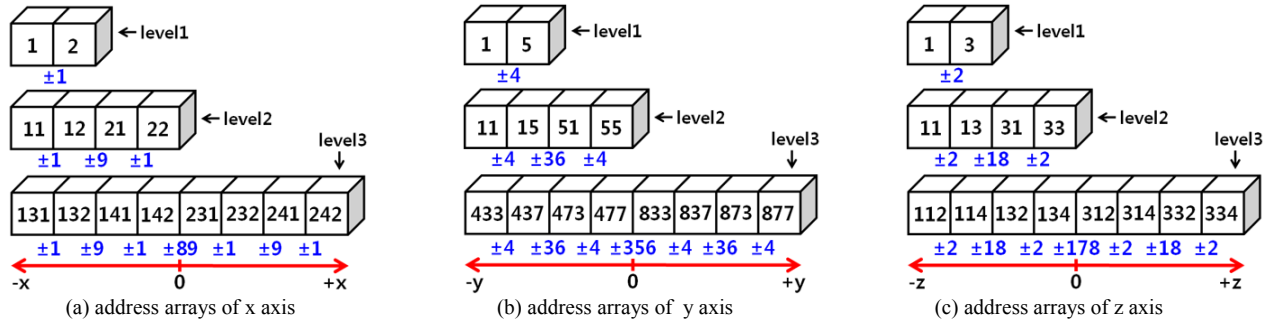 1 2 level1
±1
11 12 21 22 level2
±1 ±9 ±1
level3
131 132 141 142 231 232 241 242
±1 ±9 ±1 ±89 ±1 ±9 ±1
-x 0 +x
(a) address arrays of x axis
1 5 level1
±4
11 15 51 55 level2
±4 ±36 ±4
level3
433 437 473 477 833 837 873 877
±4 ±36 ±4 ±356 ±4 ±36 ±4
-y 0 +y
(b) address arrays of y axis
1 3 level1
±2
11 13 31 33 level2
±2 ±18 ±2
level3
112 114 132 134 312 314 332 334
±2 ±18 ±2 ±178 ±2 ±18 ±2
-z 0 +z
(c) address arrays of z axis